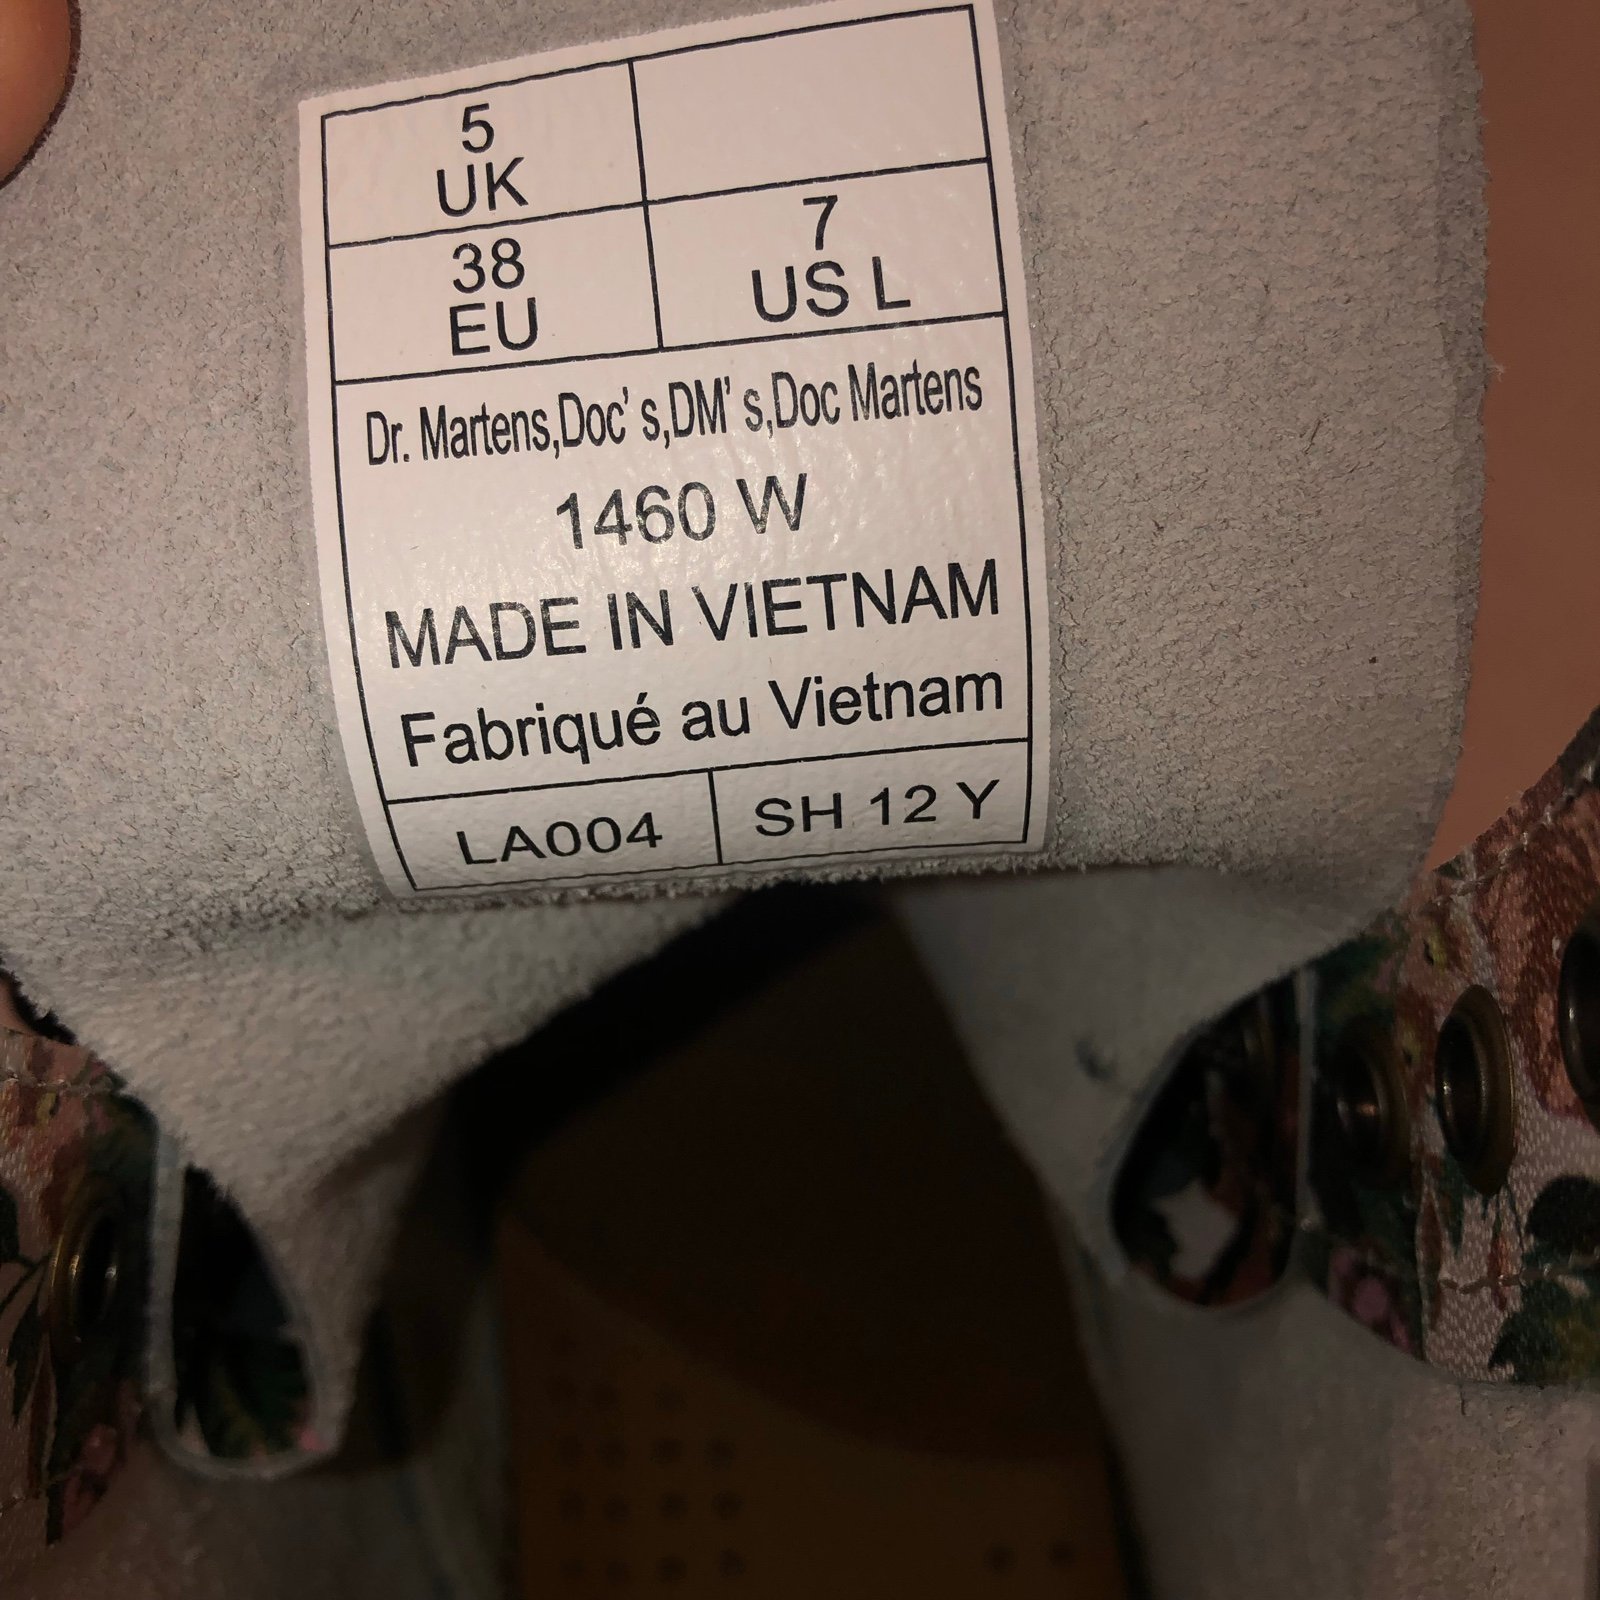 5
UK
38
EU
7
US L
Dr. Martens,Doc' s,DM' s,Doc Martens
1460 W
MADE IN VIETNAM
Fabriqué au Vietnam
LA004
SH 12 Y